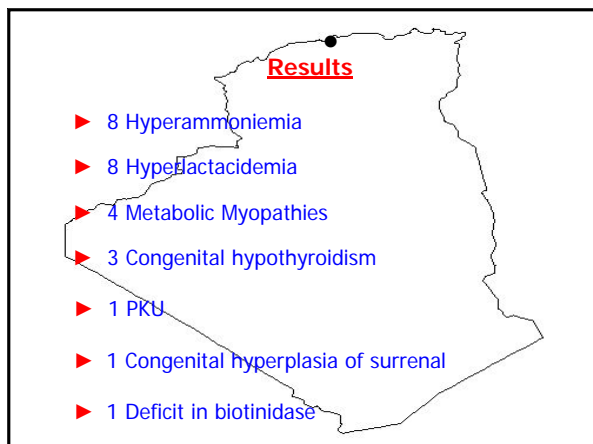 Results
► 8 Hyperammoniemia
► 8 Hyperlactacidemia
► 4 Metabolic Myopathies
► 3 Congenital hypothyroidism
► 1 PKU
► 1 Congenital hyperplasia of surrenal
► 1 Deficit in biotinidase